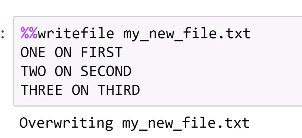 : %%writefile my_new_file.txt
ONE ON FIRST
TWO ON SECOND
THREE ON THIRD
Overwriting my_new_file.txt